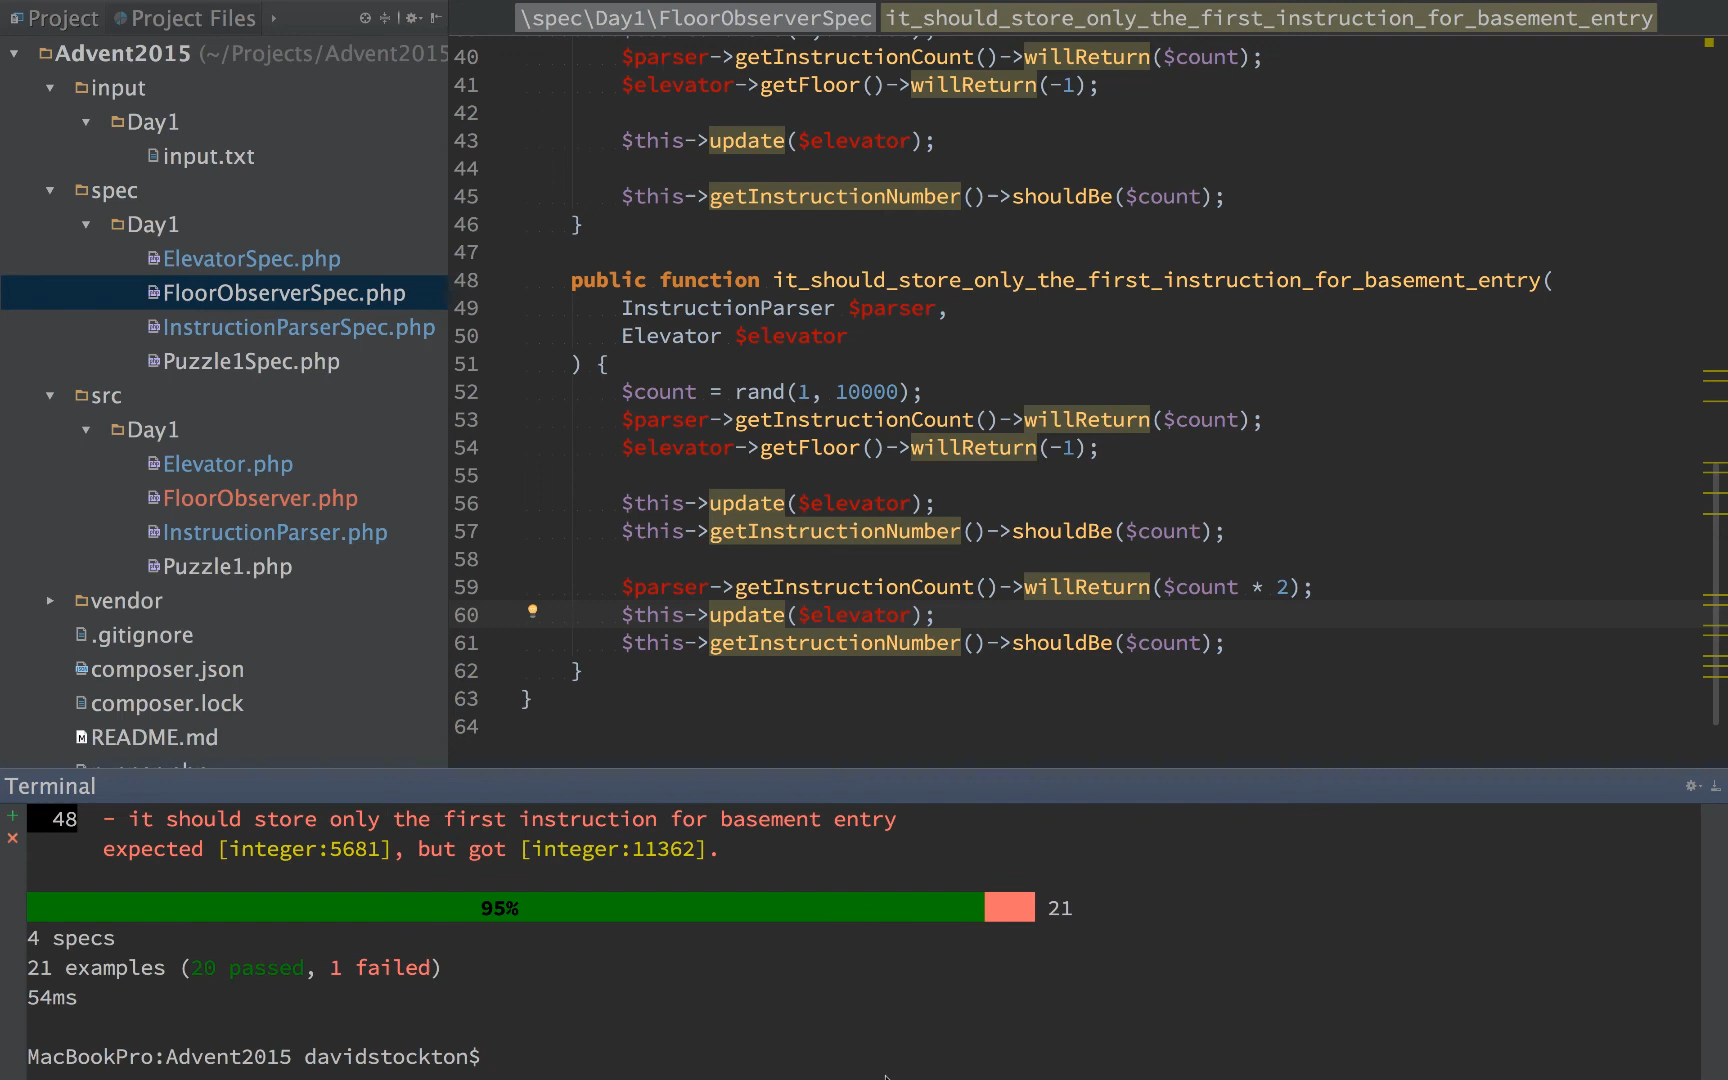 Project
Project Files
\spec\Day1\FloorObserverSpec
it_should_store_only_the_first_instruction_for_basement_entry
Advent2015 (~/Projects/Advent2015
input
Day1
input.txt
spec
Day1
ElevatorSpec.php
FloorObserverSpec.php
InstructionParserSpec.php
Puzzle1Spec.php
src
Day1
Elevator.php
FloorObserver.php
InstructionParser.php
Puzzle1.php
vendor
.gitignore
composer.json
composer.lock
README.md
40 $parser->getInstructionCount()->willReturn($count);
41 $elevator->getFloor()->willReturn(-1);
42
43 $this->update($elevator);
44
45 $this->getInstructionNumber()->shouldBe($count);
46 }
47
48 public function it_should_store_only_the_first_instruction_for_basement_entry(
49 InstructionParser $parser,
50 Elevator $elevator
51 ) {
52 $count = rand(1, 10000);
53 $parser->getInstructionCount()->willReturn($count);
54 $elevator->getFloor()->willReturn(-1);
55
56 $this->update($elevator);
57 $this->getInstructionNumber()->shouldBe($count);
58
59 $parser->getInstructionCount()->willReturn($count * 2);
60 $this->update($elevator);
61 $this->getInstructionNumber()->shouldBe($count);
62 }
63 }
64
Terminal
48 - it should store only the first instruction for basement entry
expected [integer:5681], but got [integer:11362].
95% 21
4 specs
21 examples (20 passed, 1 failed)
54ms
MacBookPro:Advent2015 davidstockton$